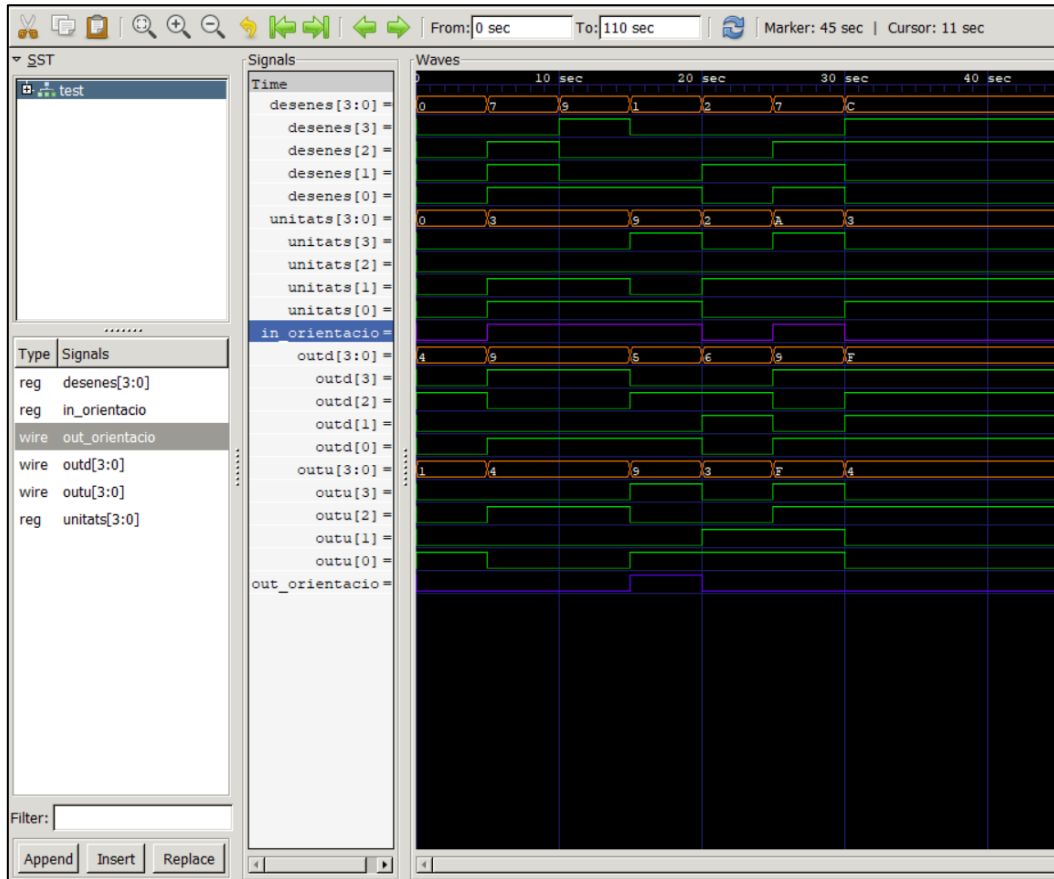 From: 0 sec To: 110 sec Marker: 45 sec | Cursor: 11 sec
SST
test
Type Signals
reg desenes[3:0]
reg in_orientacio
wire out_orientacio
wire outd[3:0]
wire outu[3:0]
reg unitats[3:0]
Filter:
Append Insert Replace
Signals
Time
desenes[3:0] =
desenes[3] =
desenes[2] =
desenes[1] =
desenes[0] =
unitats[3:0] =
unitats[3] =
unitats[2] =
unitats[1] =
unitats[0] =
in_orientacio =
outd[3:0] =
outd[3] =
outd[2] =
outd[1] =
outd[0] =
outu[3:0] =
outu[3] =
outu[2] =
outu[1] =
outu[0] =
out_orientacio =
Waves
0 10 sec 20 sec 30 sec 40 sec
0 7 9 1 2 7 C
0 3 9 2 A 3
4 9 5 6 9 F
1 4 9 3 F 4